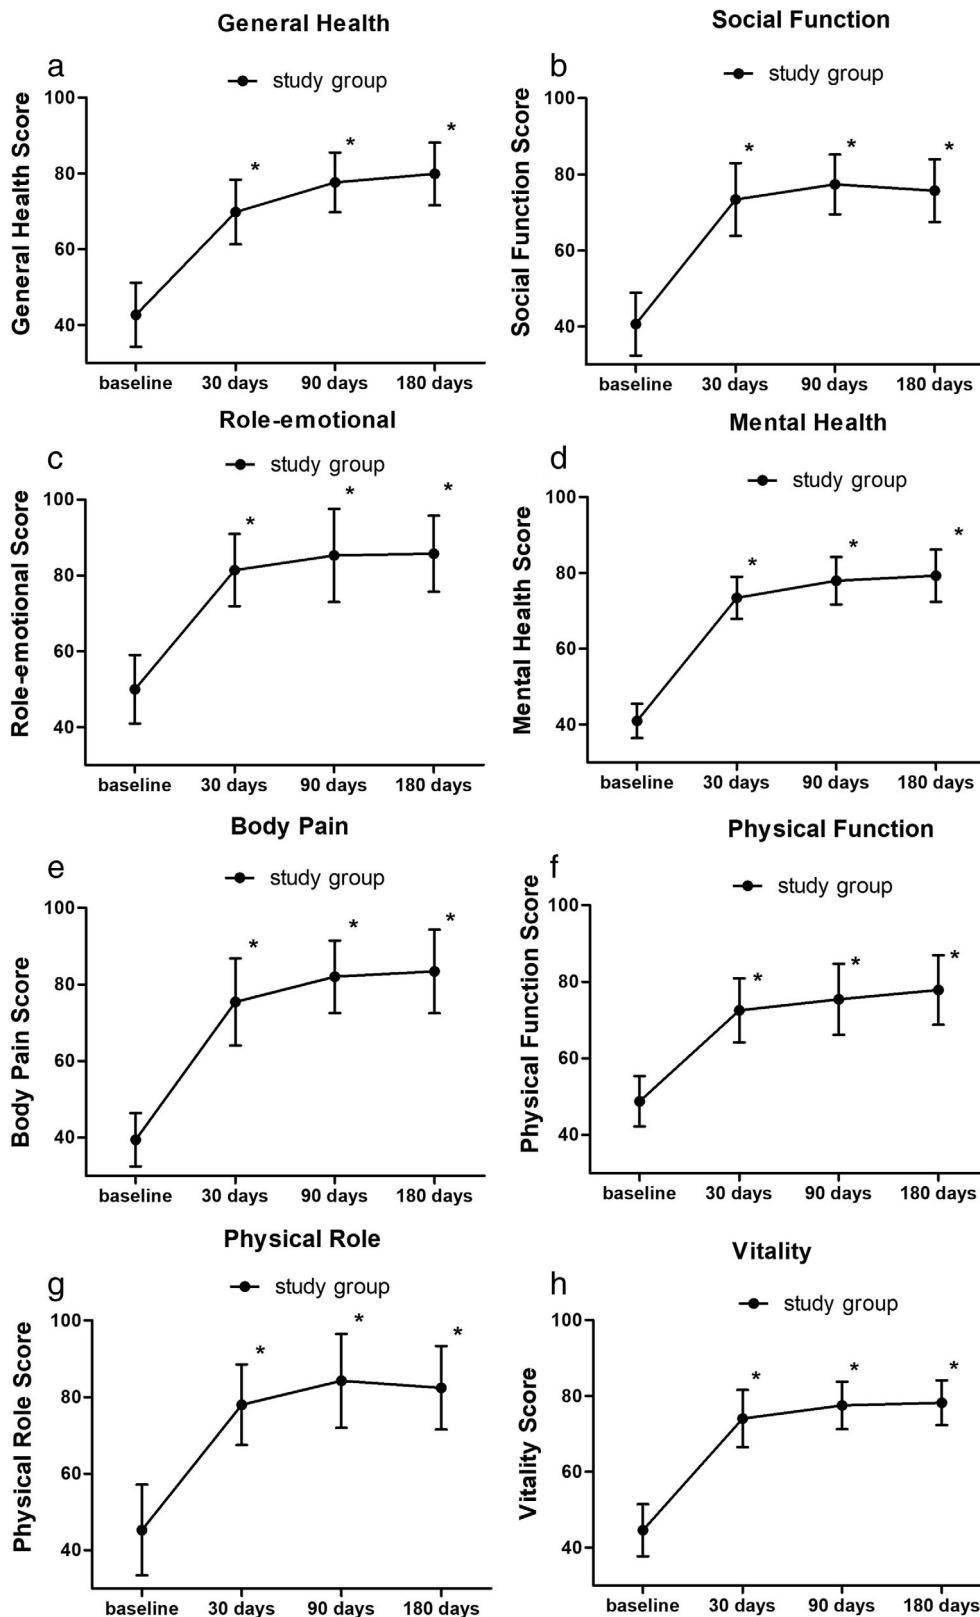 General Health
a
study group
General Health Score
100
80
60
40
* * *
baseline 30 days 90 days 180 days
Social Function
b
study group
Social Function Score
100
80
60
40
* * *
baseline 30 days 90 days 180 days
Role-emotional
c
study group
Role-emotional Score
100
80
60
40
* * *
baseline 30 days 90 days 180 days
Mental Health
d
study group
Mental Health Score
100
80
60
40
* * *
baseline 30 days 90 days 180 days
Body Pain
e
study group
Body Pain Score
100
80
60
40
* * *
baseline 30 days 90 days 180 days
Physical Function
f
study group
Physical Function Score
100
80
60
40
* * *
baseline 30 days 90 days 180 days
Physical Role
g
study group
Physical Role Score
100
80
60
40
* * *
baseline 30 days 90 days 180 days
Vitality
h
study group
Vitality Score
100
80
60
40
* * *
baseline 30 days 90 days 180 days